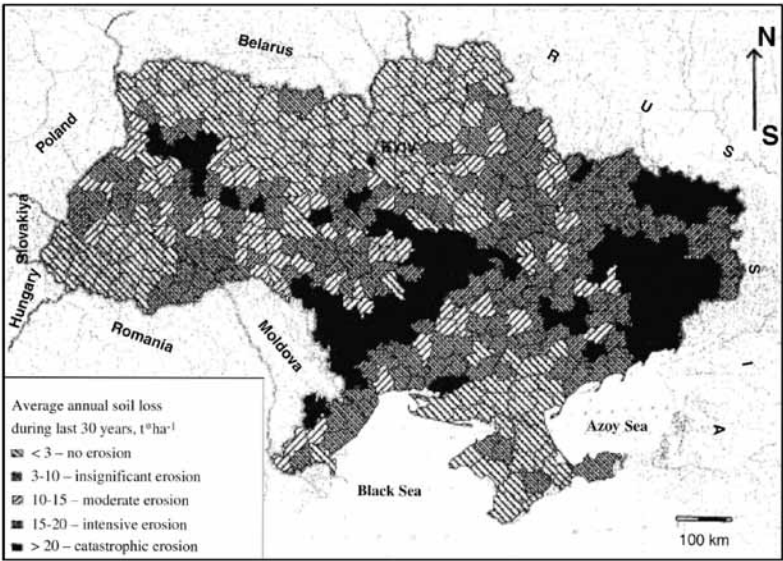 Belarus
N
R
U
S
S
S
I
A
Poland
KYIV
Slovakiya
Hungary
Romania
Moldova
Azoy Sea
Black Sea
100 km
Average annual soil loss
during last 30 years, t*ha-1
< 3 – no erosion
3-10 – insignificant erosion
10-15 – moderate erosion
15-20 – intensive erosion
> 20 – catastrophic erosion